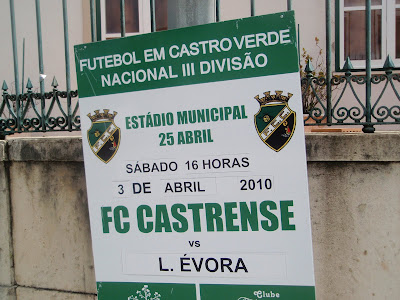 FUTEBOL EM CASTRO VERDE
NACIONAL III DIVISÃO
ESTÁDIO MUNICIPAL
25 ABRIL
SÁBADO 16 HORAS
3 DE ABRIL 2010
FC CASTRENSE
VS
L. ÉVORA
Clube